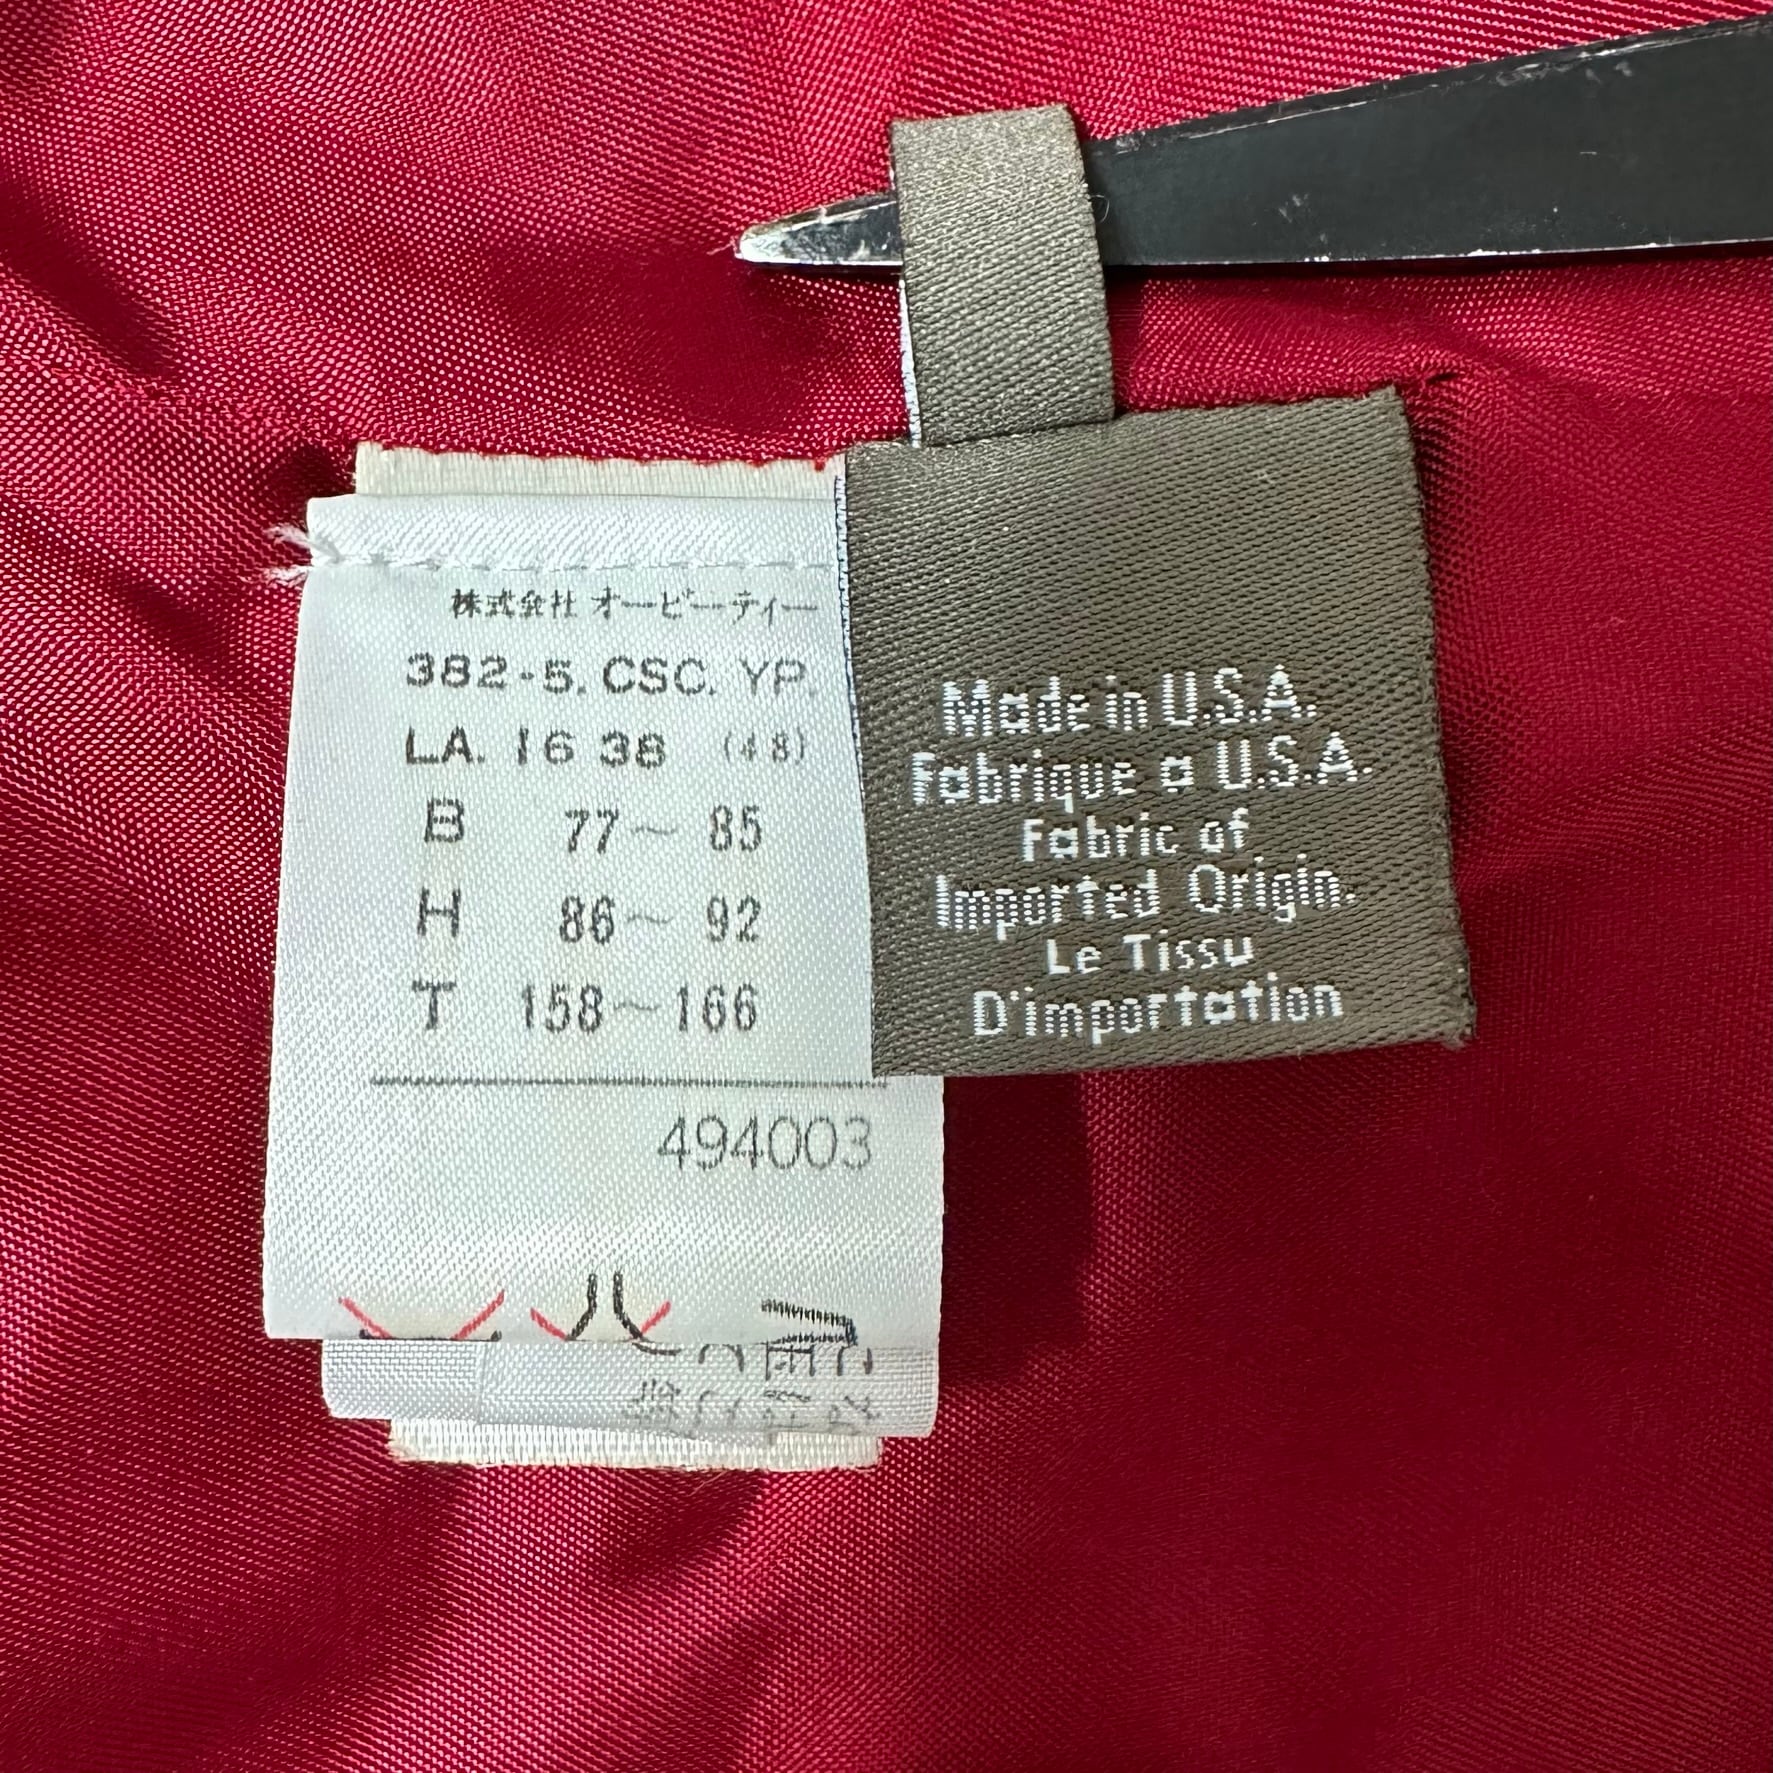 株式会社 オービーティー
382-5. CSC. YP.
LA. 16 38 (48)
B 77~85
H 86~92
T 158~166
494003
Made in U.S.A.
Fabrique a U.S.A.
Fabric of
Imported Origin.
Le Tissu
D'importation